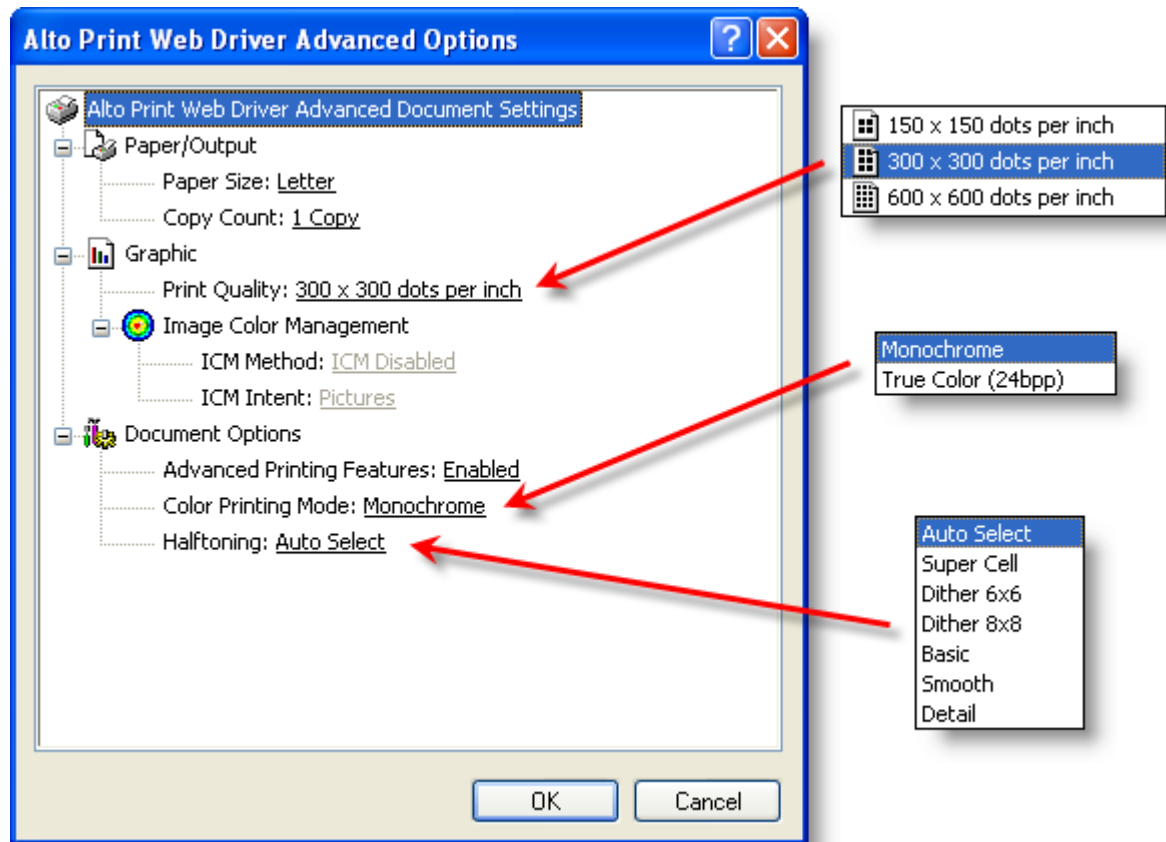 Alto Print Web Driver Advanced Options
Alto Print Web Driver Advanced Document Settings
Paper/Output
Paper Size: Letter
Copy Count: 1 Copy
Graphic
Print Quality: 300 x 300 dots per inch
Image Color Management
ICM Method: ICM Disabled
ICM Intent: Pictures
Document Options
Advanced Printing Features: Enabled
Color Printing Mode: Monochrome
Halftoning: Auto Select
OK
Cancel
150 x 150 dots per inch
300 x 300 dots per inch
600 x 600 dots per inch
Monochrome
True Color (24bpp)
Auto Select
Super Cell
Dither 6x6
Dither 8x8
Basic
Smooth
Detail